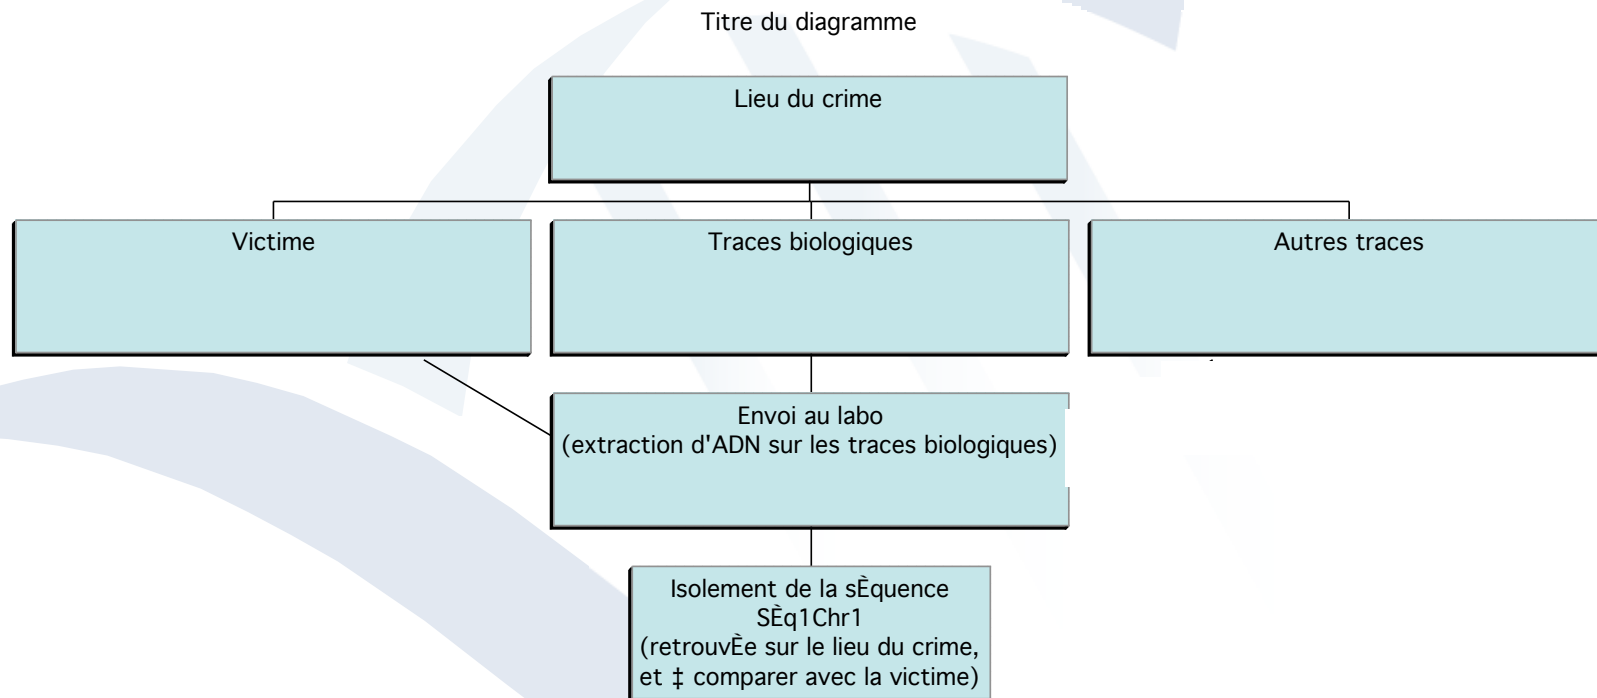 Titre du diagramme
Lieu du crime
Victime
Traces biologiques
Autres traces
Envoi au labo
(extraction d'ADN sur les traces biologiques)
Isolement de la sÈquence
SÈq1Chr1
(retrouvÈe sur le lieu du crime,
et ‡ comparer avec la victime)